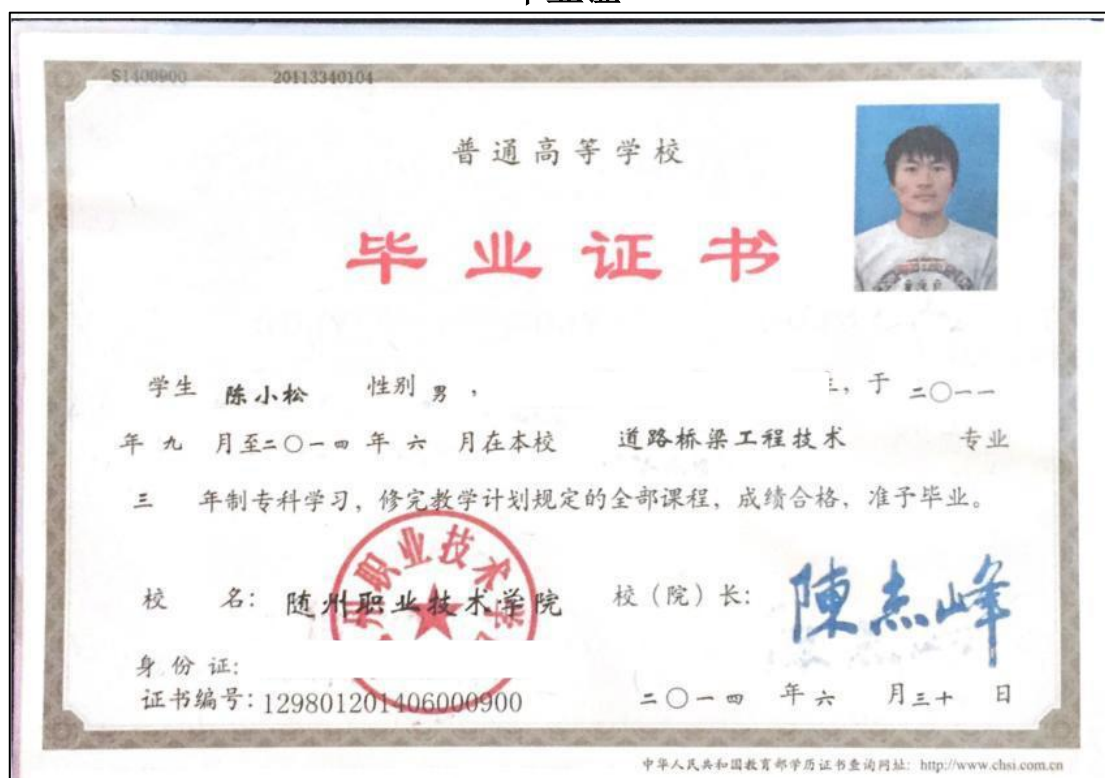 毕业证
S1400900 20113340104
普通高等学校
毕业证书
学生 陈小松 性别 男 , 生, 于 二〇一一
年 九 月至二〇一四 年 六 月在本校 道路桥梁工程技术 专业
三 年制专科学习, 修完教学计划规定的全部课程, 成绩合格, 准予毕业。
校 名: 随州职业技术学院 校（院）长: 陳杰峰
身份证:
证书编号: 129801201406000900 二〇一四 年 六 月 三十 日
中华人民共和国教育部学历证书查询网址: http://www.chsi.com.cn